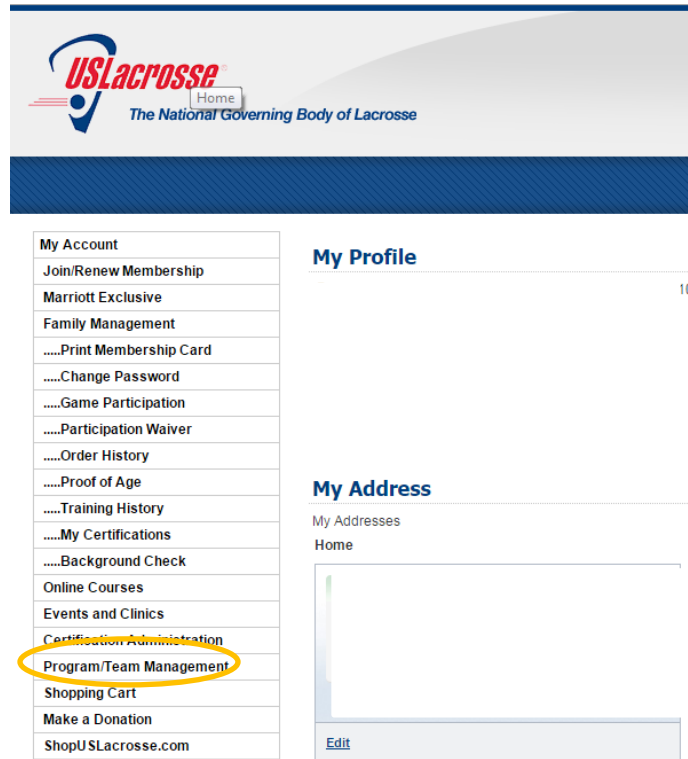 USLacrosse
Home
The National Governing Body of Lacrosse
My Account
Join/Renew Membership
Marriott Exclusive
Family Management
.....Print Membership Card
.....Change Password
.....Game Participation
.....Participation Waiver
.....Order History
.....Proof of Age
.....Training History
.....My Certifications
.....Background Check
Online Courses
Events and Clinics
Certification Administration
Program/Team Management
Shopping Cart
Make a Donation
ShopUSLacrosse.com
My Profile
My Address
My Addresses
Home
Edit